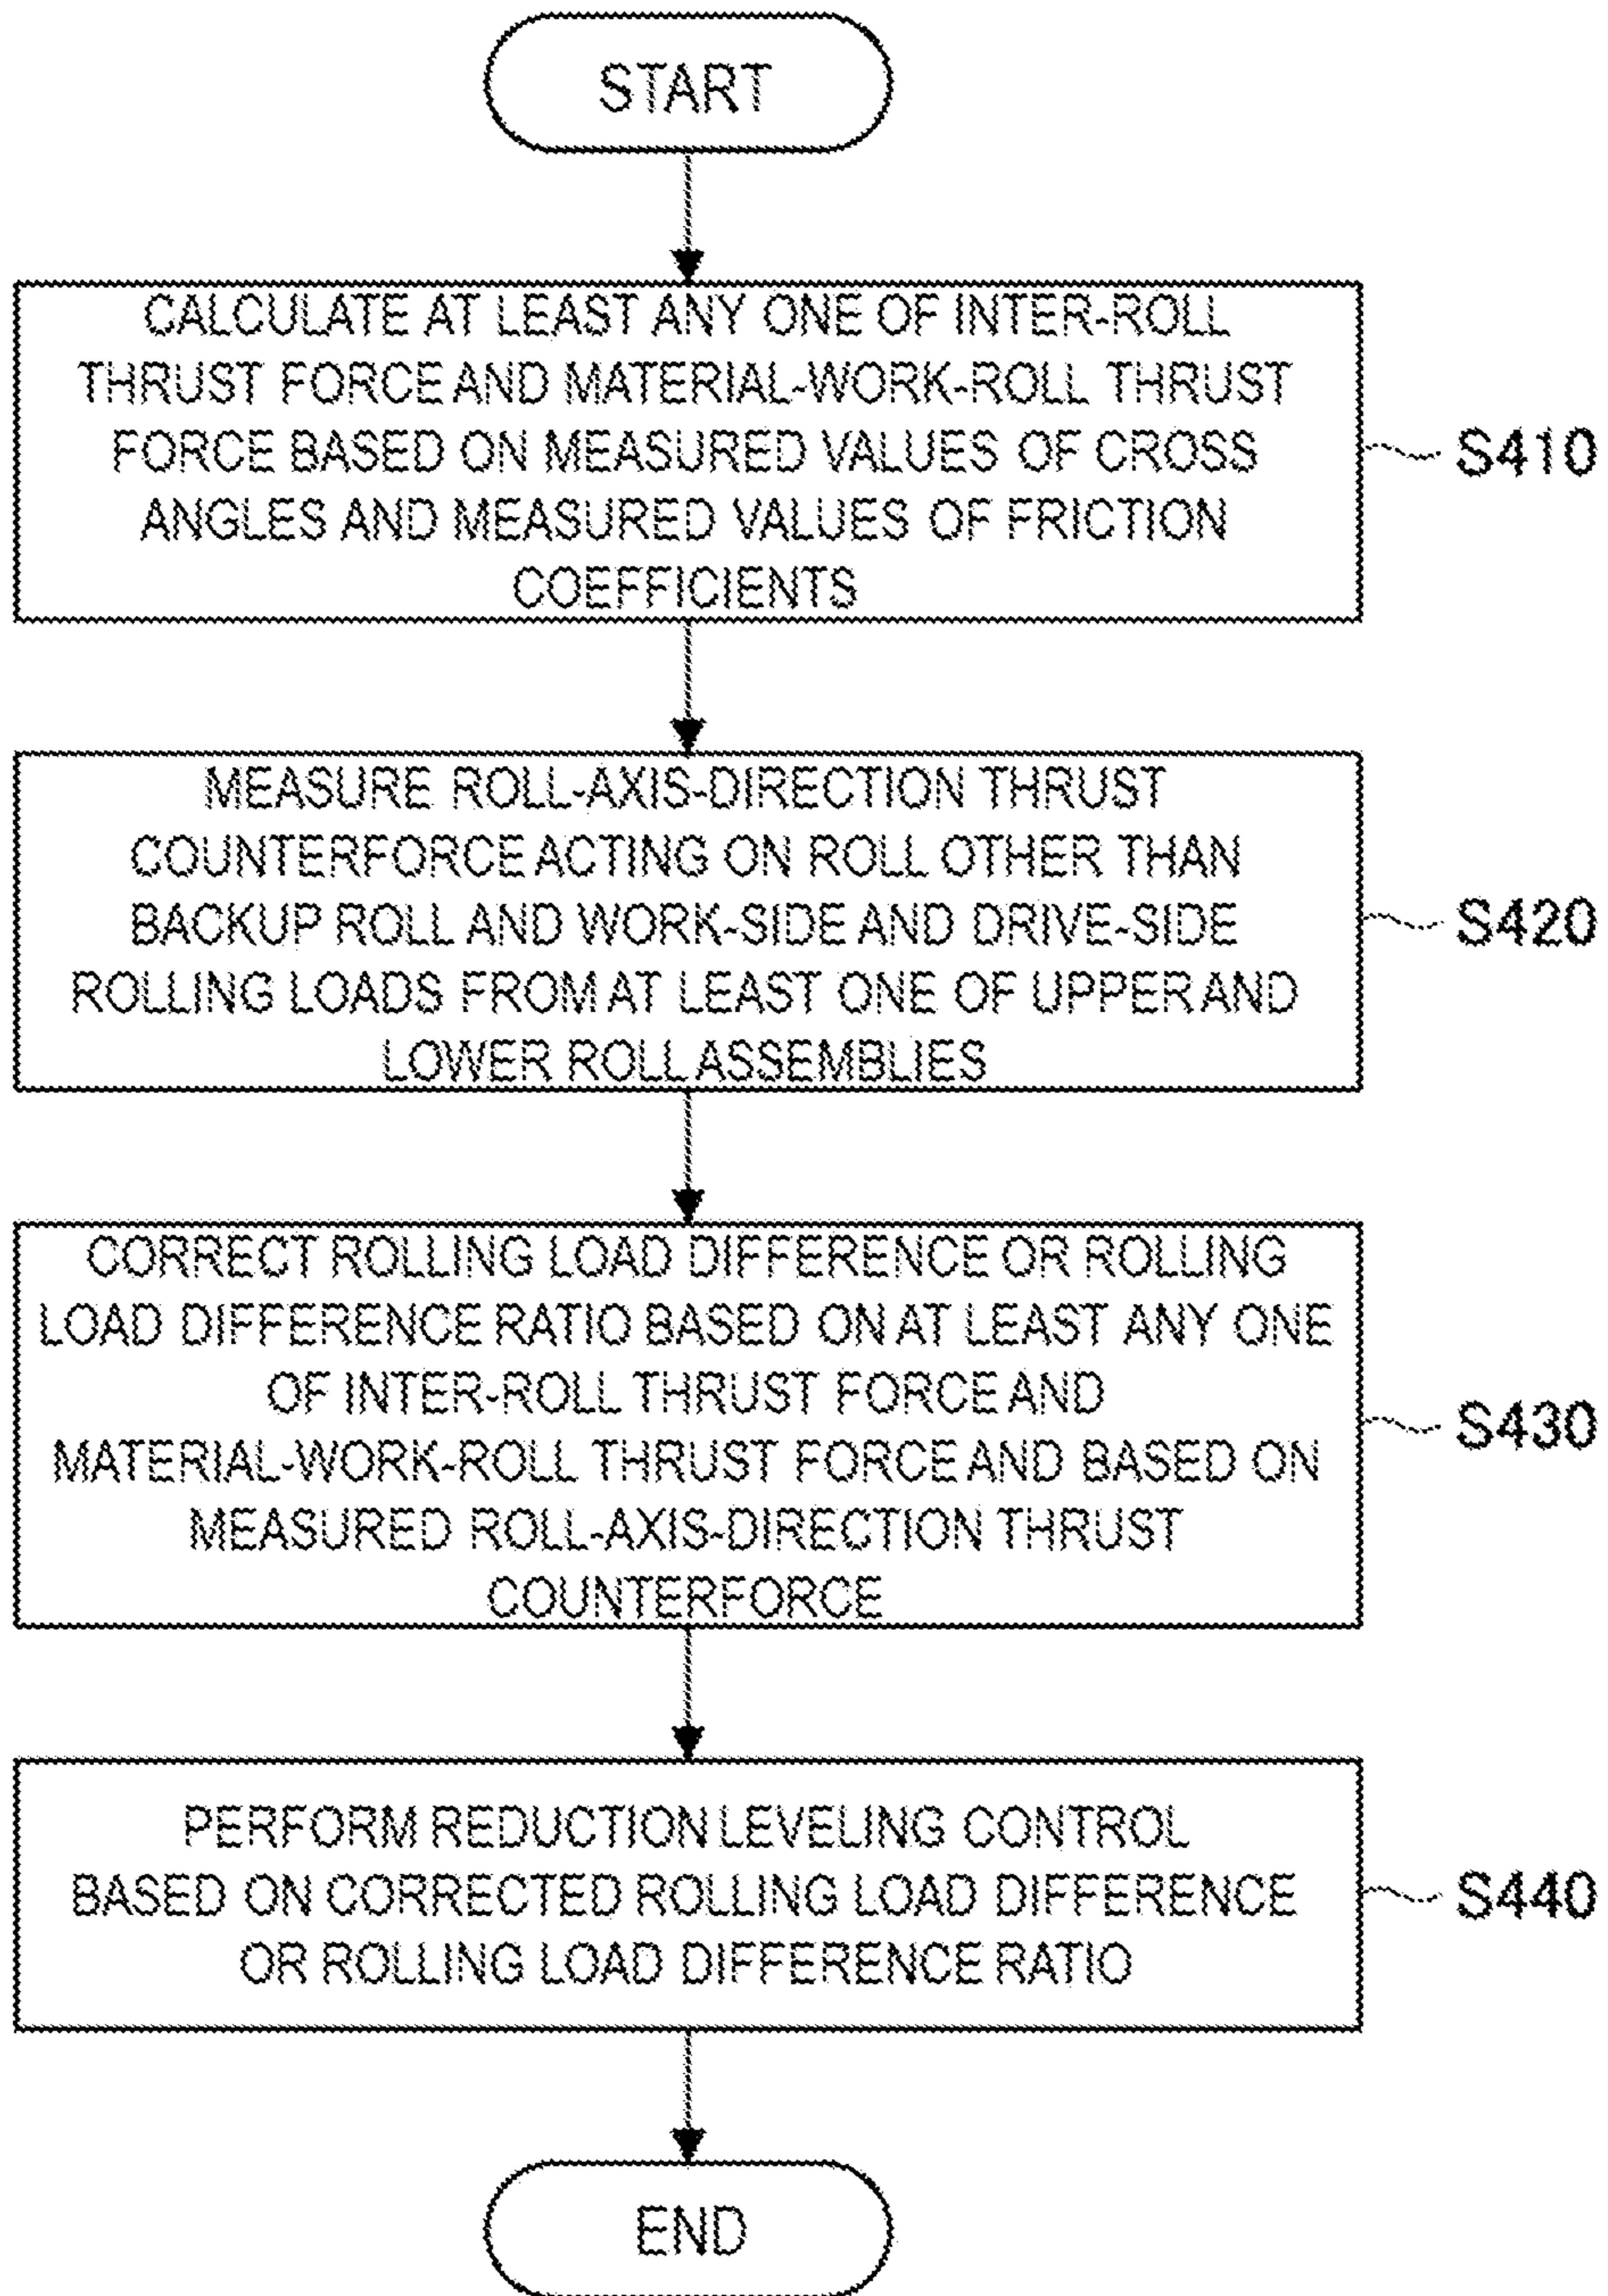 START
CALCULATE AT LEAST ANY ONE OF INTER-ROLL
THRUST FORCE AND MATERIAL-WORK-ROLL THRUST
FORCE BASED ON MEASURED VALUES OF CROSS
ANGLES AND MEASURED VALUES OF FRICTION
COEFFICIENTS
S410
MEASURE ROLL-AXIS-DIRECTION THRUST
COUNTERFORCE ACTING ON ROLL OTHER THAN
BACKUP ROLL AND WORK-SIDE AND DRIVE-SIDE
ROLLING LOADS FROM AT LEAST ONE OF UPPER AND
LOWER ROLL ASSEMBLIES
S420
CORRECT ROLLING LOAD DIFFERENCE OR ROLLING
LOAD DIFFERENCE RATIO BASED ON AT LEAST ANY ONE
OF INTER-ROLL THRUST FORCE AND
MATERIAL-WORK-ROLL THRUST FORCE AND BASED ON
MEASURED ROLL-AXIS-DIRECTION THRUST
COUNTERFORCE
S430
PERFORM REDUCTION LEVELING CONTROL
BASED ON CORRECTED ROLLING LOAD DIFFERENCE
OR ROLLING LOAD DIFFERENCE RATIO
S440
END